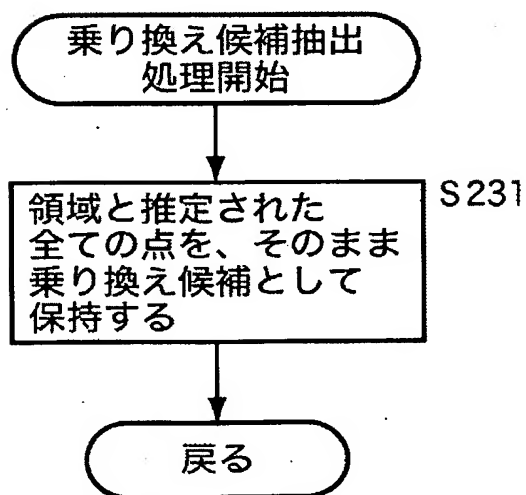 乗り換え候補抽出
処理開始
S231
領域と推定された
全ての点を、そのまま
乗り換え候補として
保持する
戻る